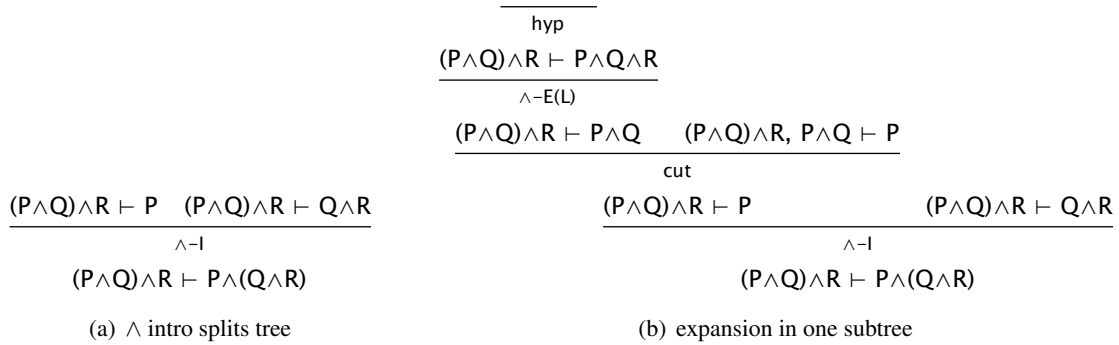 hyp
(P∧Q)∧R ⊢ P∧Q∧R
∧–E(L)
(P∧Q)∧R ⊢ P∧Q (P∧Q)∧R, P∧Q ⊢ P
cut
(P∧Q)∧R ⊢ P (P∧Q)∧R ⊢ Q∧R
∧–I
(P∧Q)∧R ⊢ P∧(Q∧R)
(a) ∧ intro splits tree
(P∧Q)∧R ⊢ P (P∧Q)∧R ⊢ Q∧R
∧–I
(P∧Q)∧R ⊢ P∧(Q∧R)
(b) expansion in one subtree